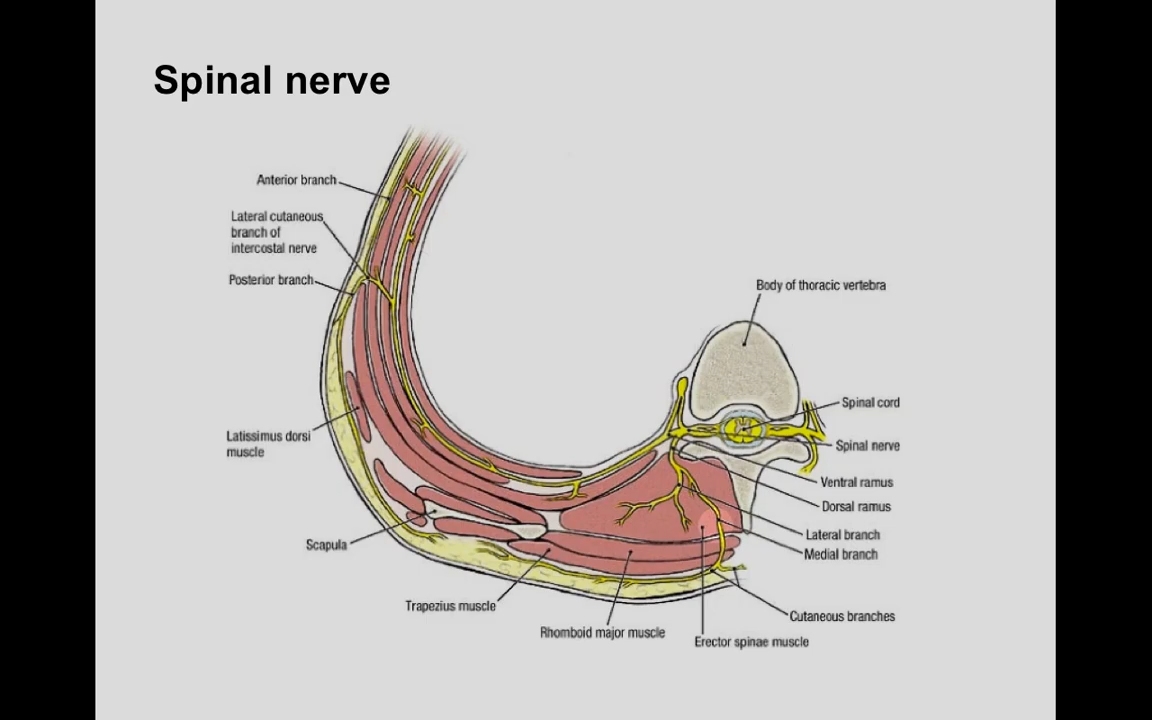 Spinal nerve
Anterior branch
Lateral cutaneous
branch of
intercostal nerve
Posterior branch
Body of thoracic vertebra
Spinal cord
Spinal nerve
Latissimus dorsi
muscle
Ventral ramus
Dorsal ramus
Lateral branch
Medial branch
Scapula
Trapezius muscle
Cutaneous branches
Rhomboid major muscle
Erector spinae muscle